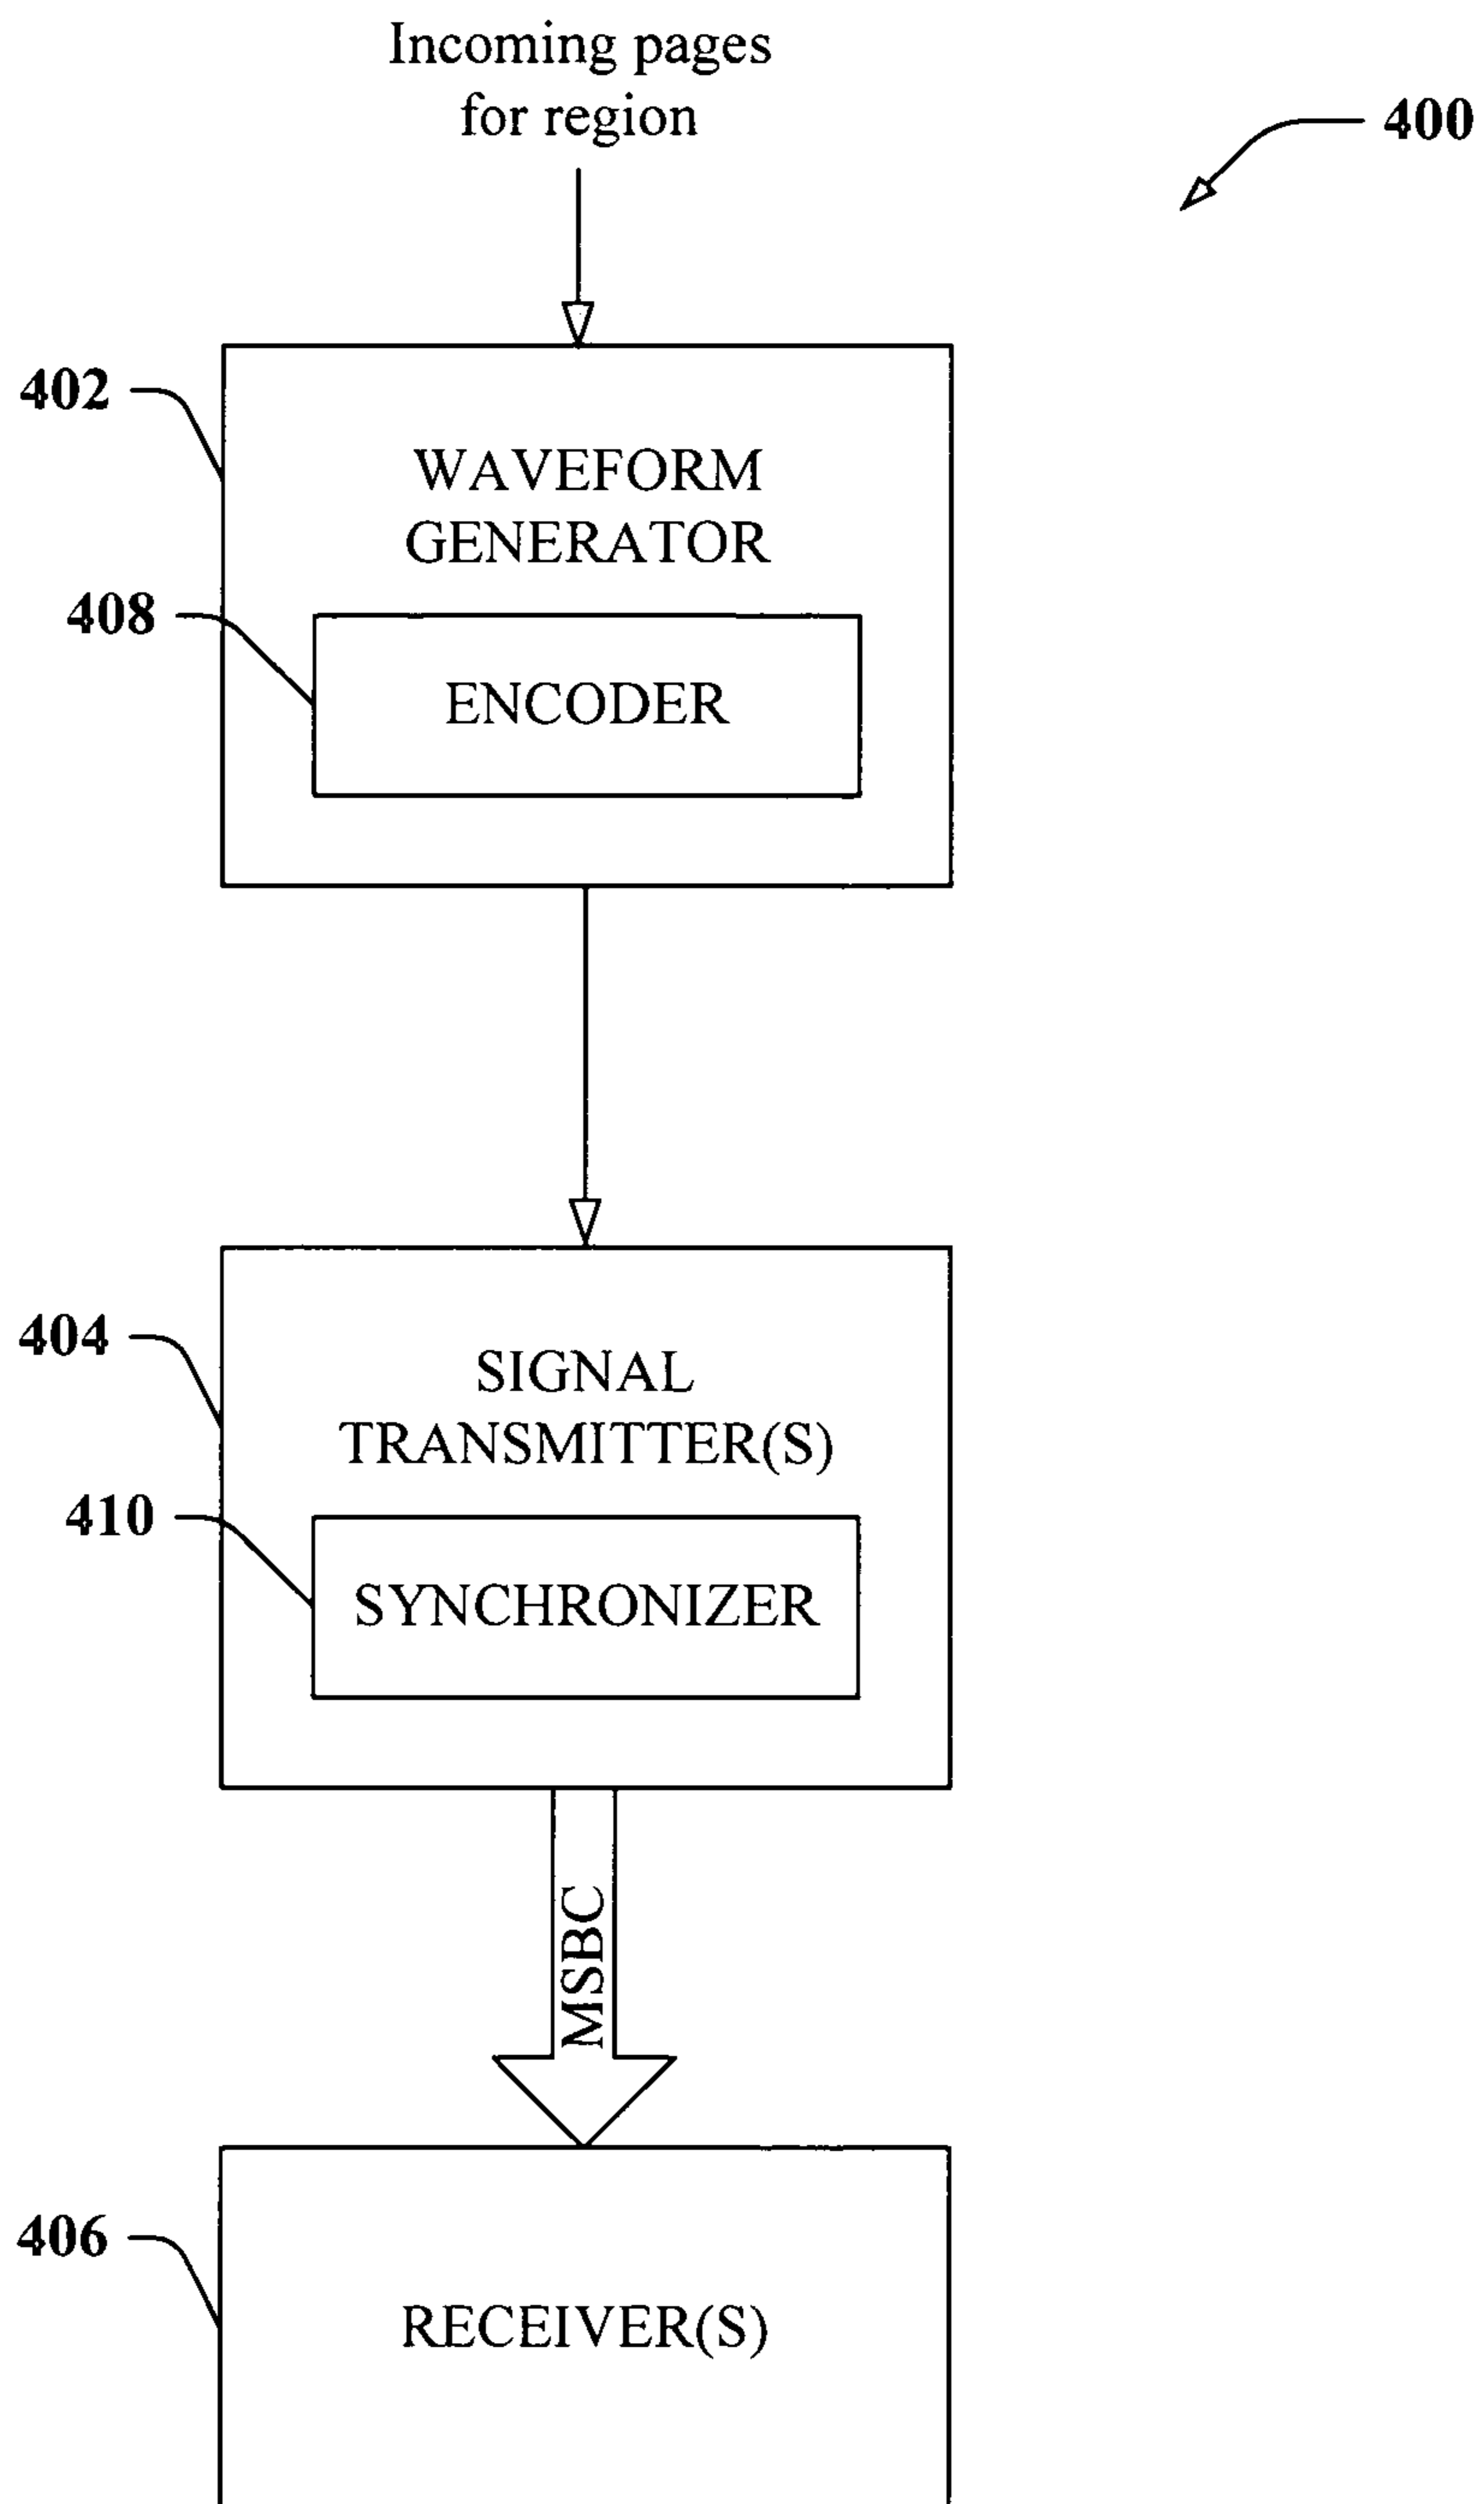 Incoming pages
for region
400
402
WAVEFORM
GENERATOR
408
ENCODER
404
SIGNAL
TRANSMITTER(S)
410
SYNCHRONIZER
MSBC
406
RECEIVER(S)